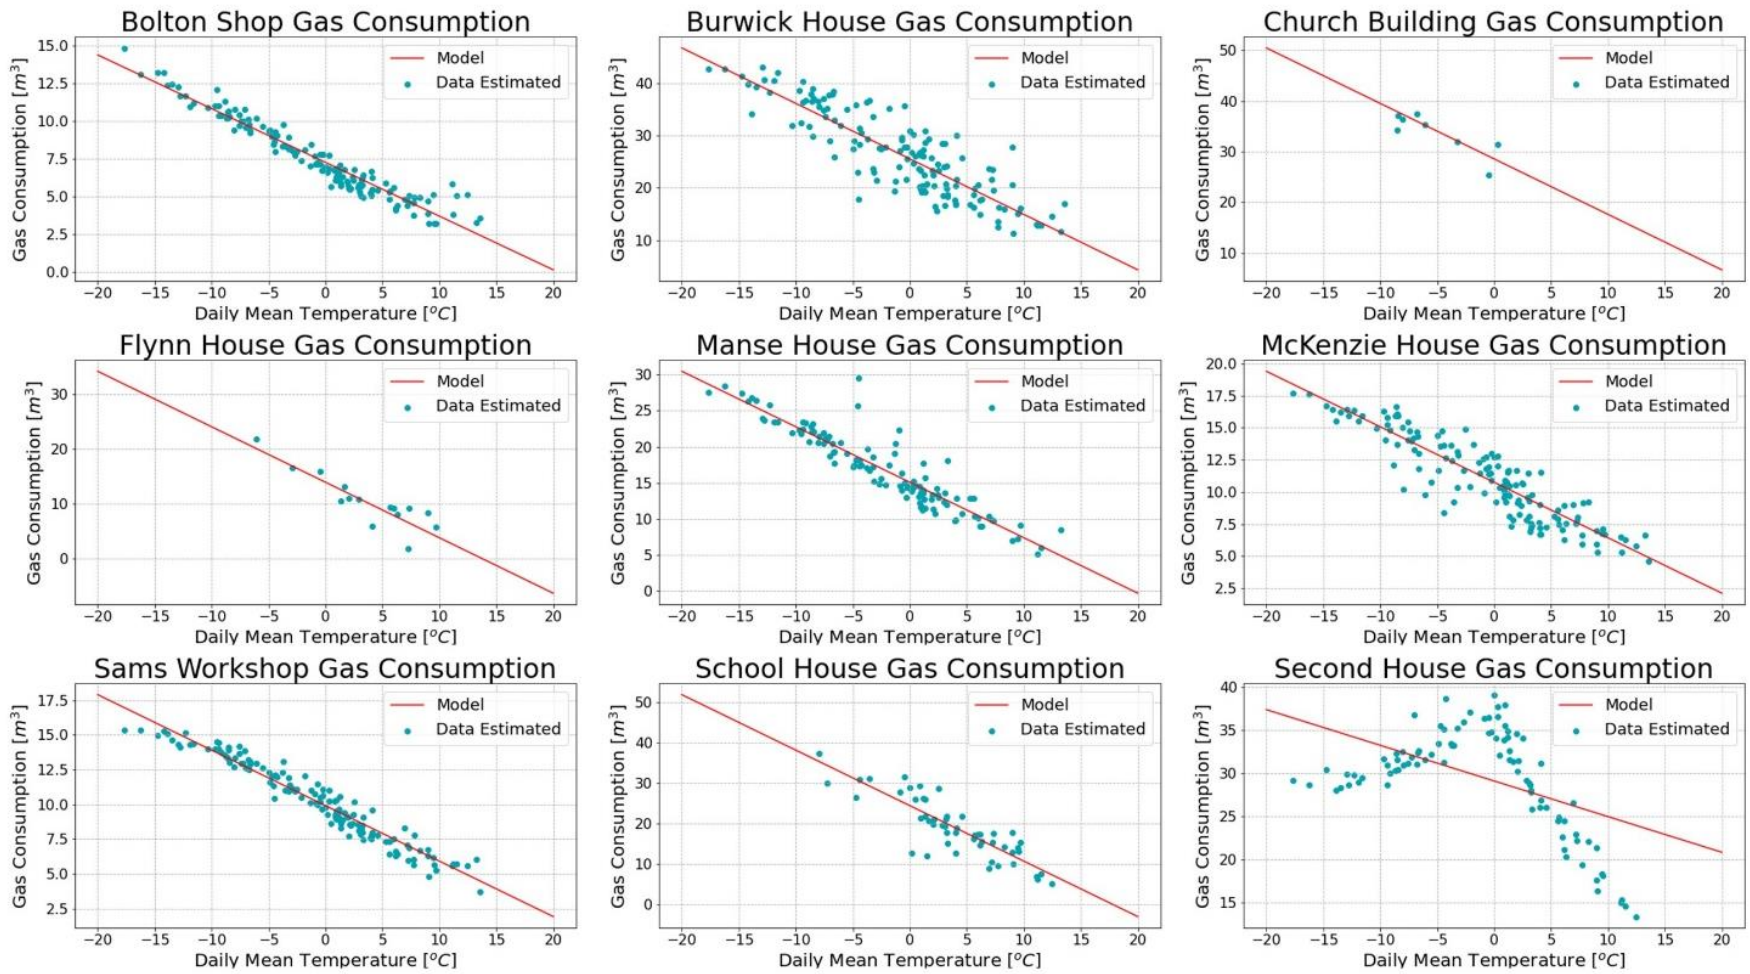 Bolton Shop Gas Consumption
Burwick House Gas Consumption
Church Building Gas Consumption
Gas Consumption [m³]
15.0
12.5
10.0
7.5
5.0
2.5
0.0
Model
Data Estimated
−20 −15 −10 −5 0 5 10 15 20
Daily Mean Temperature [°C]
Gas Consumption [m³]
40
30
20
10
Model
Data Estimated
−20 −15 −10 −5 0 5 10 15 20
Daily Mean Temperature [°C]
Gas Consumption [m³]
50
40
30
20
10
Model
Data Estimated
−20 −15 −10 −5 0 5 10 15 20
Daily Mean Temperature [°C]
Flynn House Gas Consumption
Manse House Gas Consumption
McKenzie House Gas Consumption
Gas Consumption [m³]
30
20
10
0
Model
Data Estimated
−20 −15 −10 −5 0 5 10 15 20
Daily Mean Temperature [°C]
Gas Consumption [m³]
30
25
20
15
10
5
0
Model
Data Estimated
−20 −15 −10 −5 0 5 10 15 20
Daily Mean Temperature [°C]
Gas Consumption [m³]
20.0
17.5
15.0
12.5
10.0
7.5
5.0
2.5
Model
Data Estimated
−20 −15 −10 −5 0 5 10 15 20
Daily Mean Temperature [°C]
Sams Workshop Gas Consumption
School House Gas Consumption
Second House Gas Consumption
Gas Consumption [m³]
17.5
15.0
12.5
10.0
7.5
5.0
2.5
Model
Data Estimated
−20 −15 −10 −5 0 5 10 15 20
Daily Mean Temperature [°C]
Gas Consumption [m³]
50
40
30
20
10
0
Model
Data Estimated
−20 −15 −10 −5 0 5 10 15 20
Daily Mean Temperature [°C]
Gas Consumption [m³]
40
35
30
25
20
15
Model
Data Estimated
−20 −15 −10 −5 0 5 10 15 20
Daily Mean Temperature [°C]